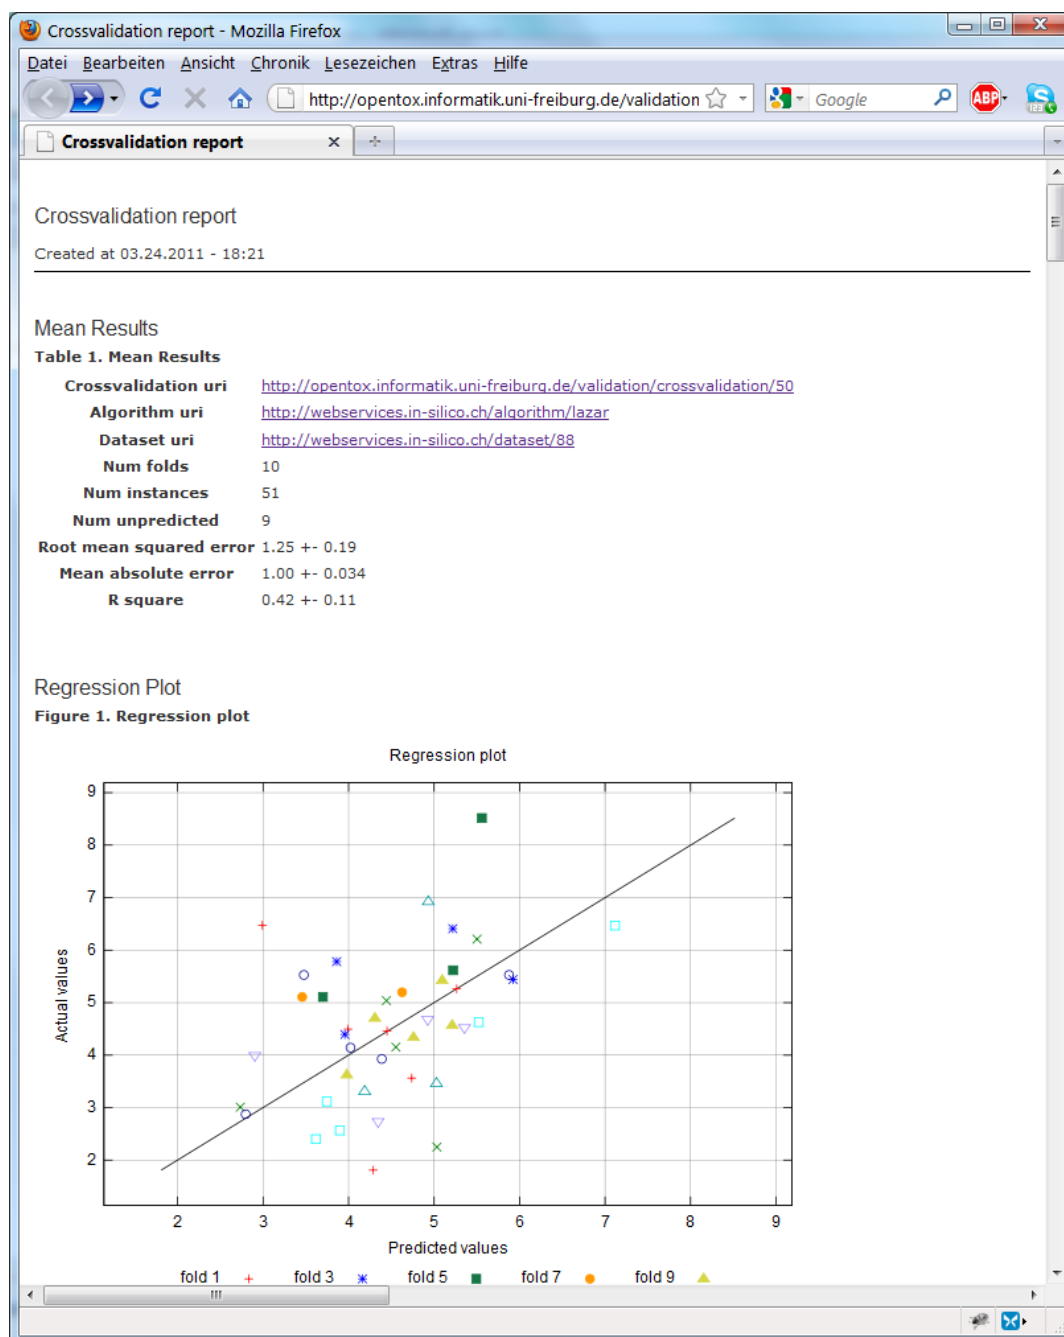 Crossvalidation report - Mozilla Firefox
Datei Bearbeiten Ansicht Chronik Lesezeichen Extras Hilfe
http://opentox.informatik.uni-freiburg.de/validation Google ABP
Crossvalidation report
Crossvalidation report
Created at 03.24.2011 - 18:21
Mean Results
Table 1. Mean Results
Crossvalidation uri http://opentox.informatik.uni-freiburg.de/validation/crossvalidation/50
Algorithm uri http://webservices.in-silico.ch/algorithm/lazar
Dataset uri http://webservices.in-silico.ch/dataset/88
Num folds 10
Num instances 51
Num unpredicted 9
Root mean squared error 1.25 +- 0.19
Mean absolute error 1.00 +- 0.034
R square 0.42 +- 0.11
Regression Plot
Figure 1. Regression plot
Regression plot
9
8
7
6
5
4
3
2
Actual values
2 3 4 5 6 7 8 9
Predicted values
fold 1 fold 3 fold 5 fold 7 fold 9